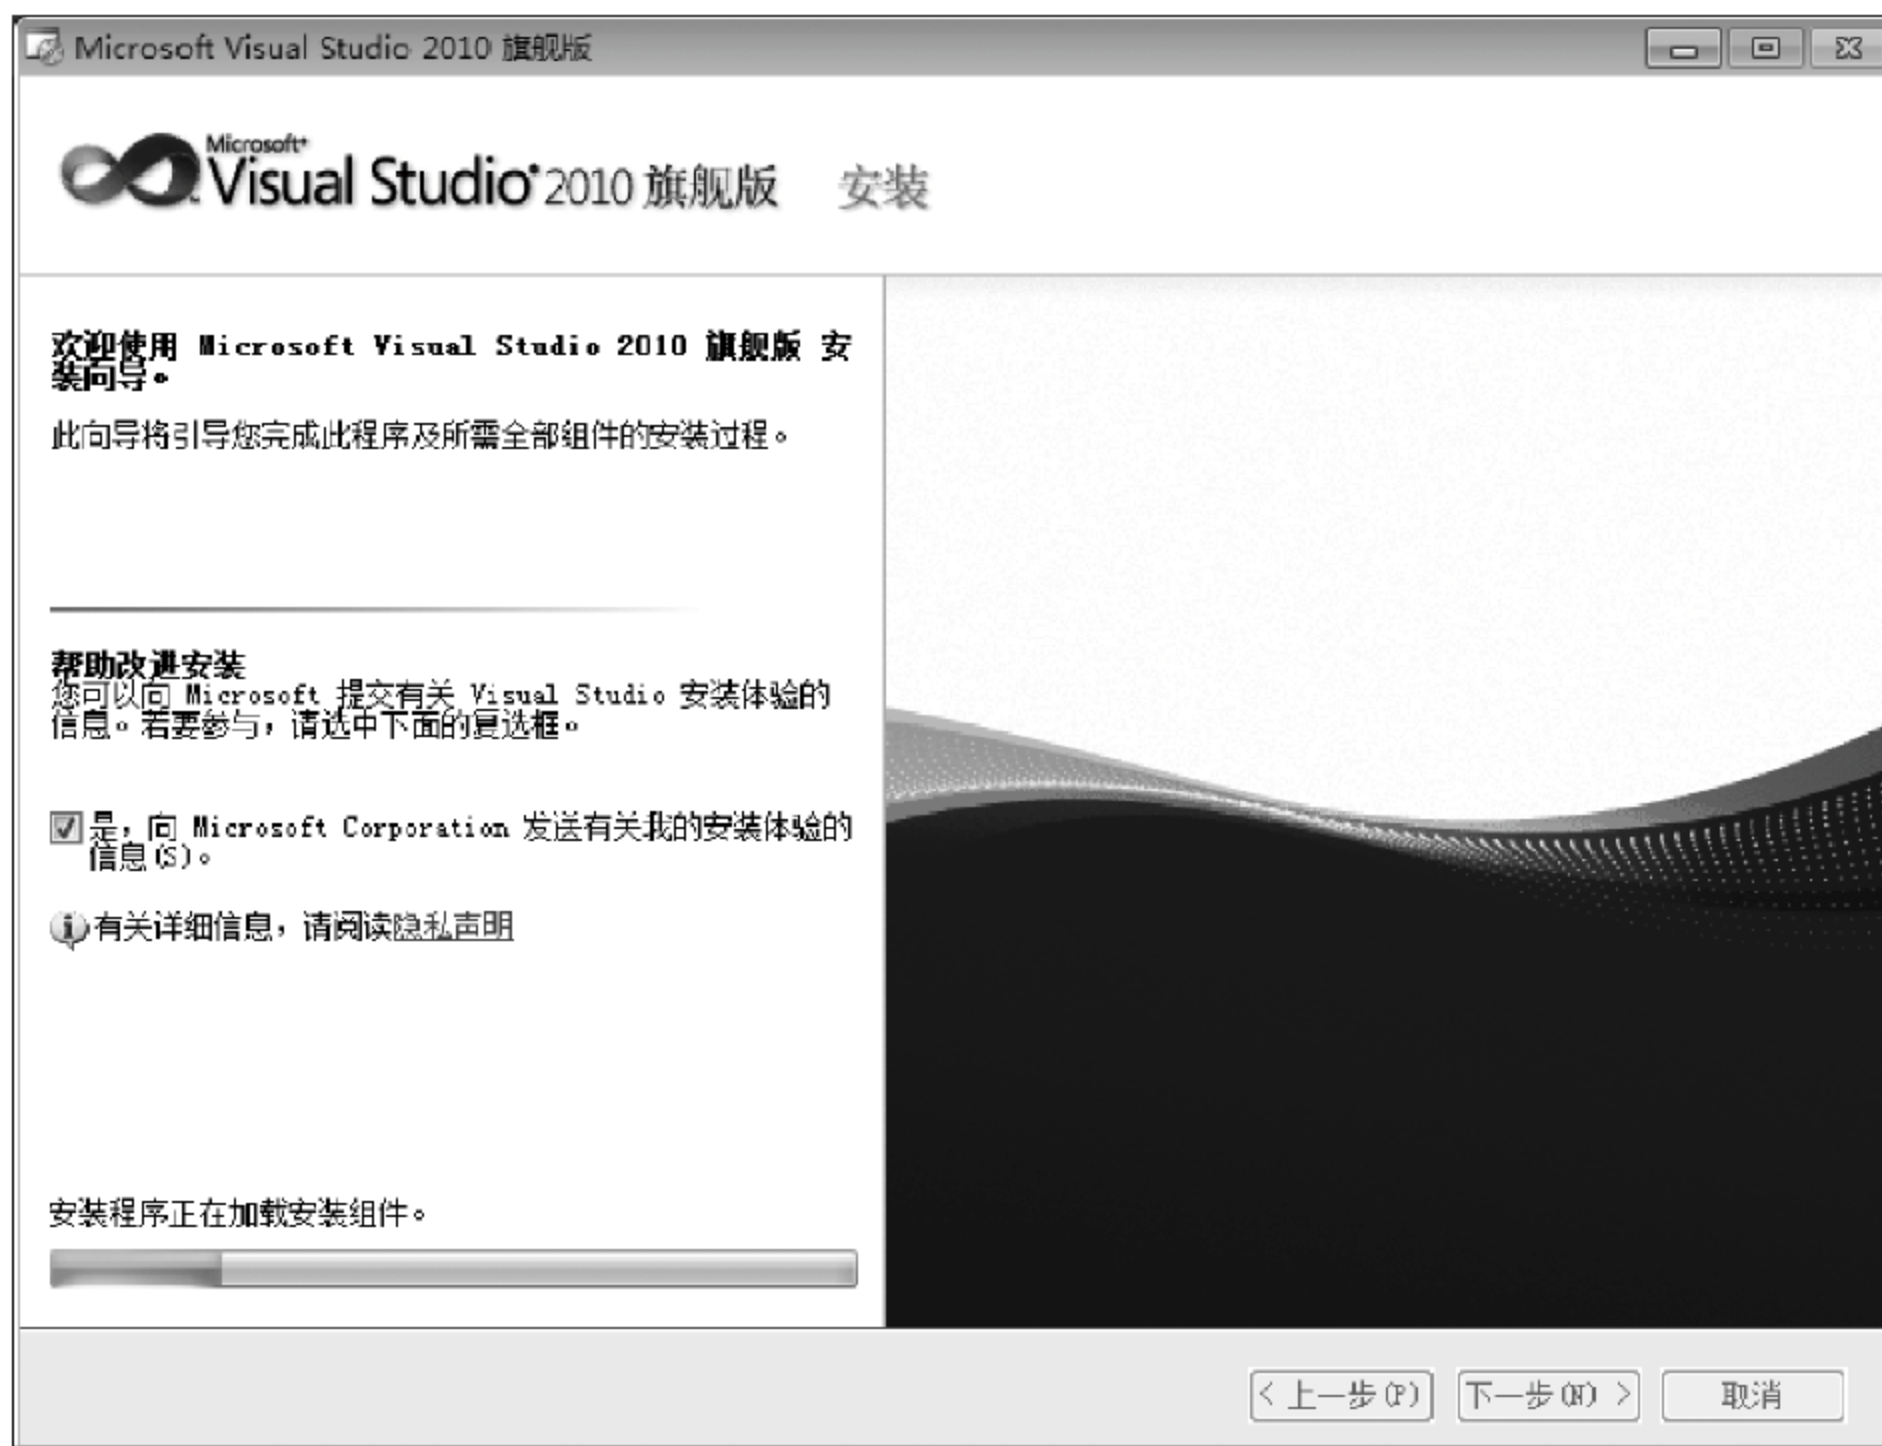 Microsoft Visual Studio 2010 旗舰版
Microsoft
Visual Studio 2010 旗舰版 安装
欢迎使用 Microsoft Visual Studio 2010 旗舰版 安
装向导。
此向导将引导您完成此程序及所需全部组件的安装过程。
帮助改进安装
您可以向 Microsoft 提交有关 Visual Studio 安装体验的
信息。若要参与，请选中下面的复选框。
是，向 Microsoft Corporation 发送有关我的安装体验的
信息(S)。
有关详细信息，请阅读隐私声明
安装程序正在加载安装组件。
< 上一步(P)
下一步(N) >
取消